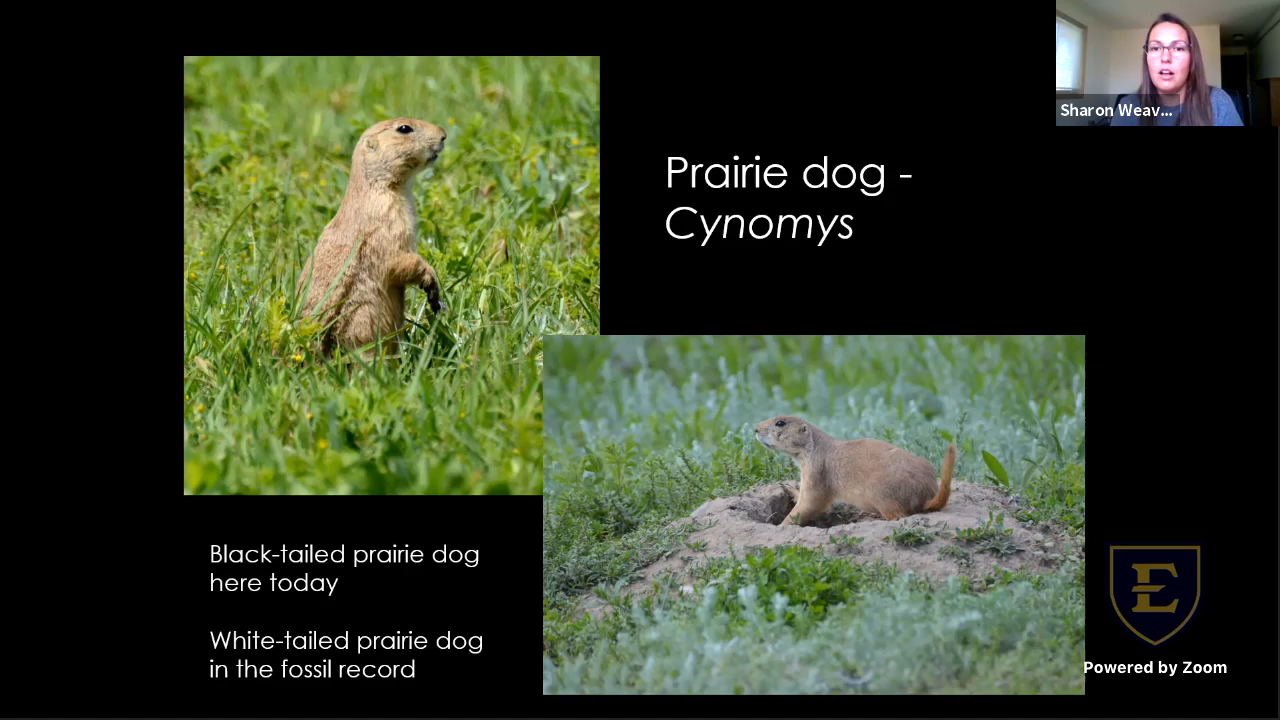 Sharon Weav...
Prairie dog -
Cynomys
Black-tailed prairie dog
here today
White-tailed prairie dog
in the fossil record
E
Powered by Zoom